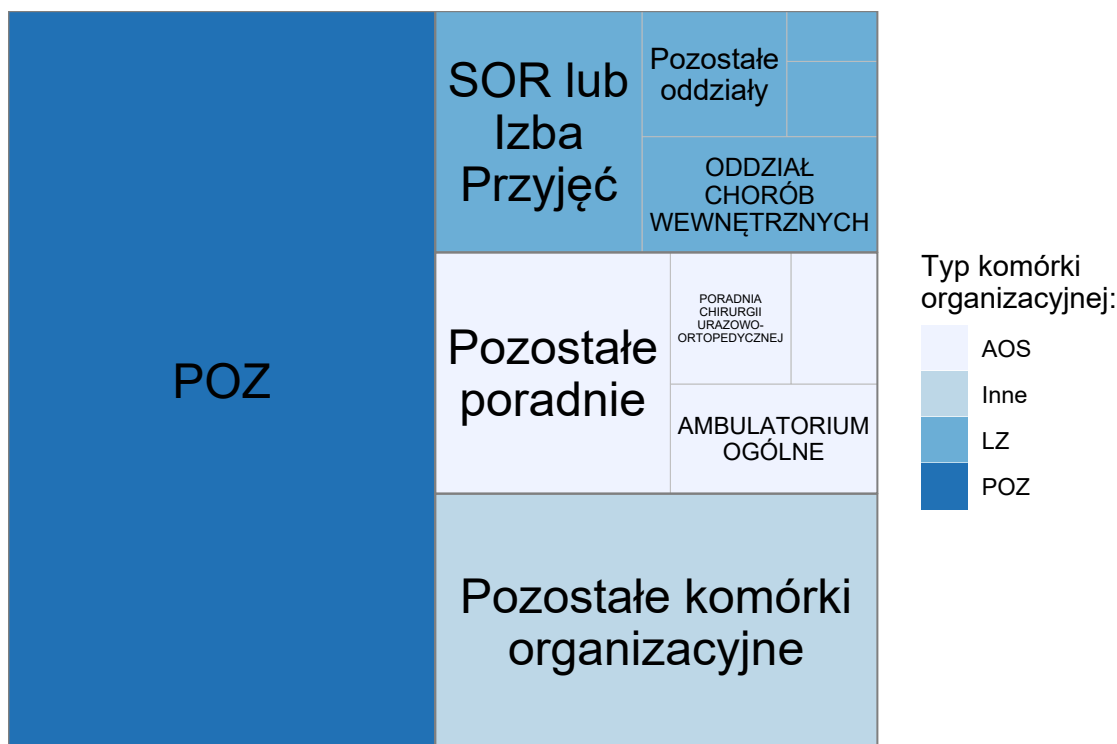 POZ
SOR lub
Izba
Przyjęć
Pozostałe
oddziały
ODDZIAŁ
CHORÓB
WEWNĘTRZNYCH
Pozostałe
poradnie
PORADNIA
CHIRURGII
URAZOWO-
ORTOPEDYCZNEJ
AMBULATORIUM
OGÓLNE
Pozostałe komórki
organizacyjne
Typ komórki
organizacyjnej:
AOS
Inne
LZ
POZ